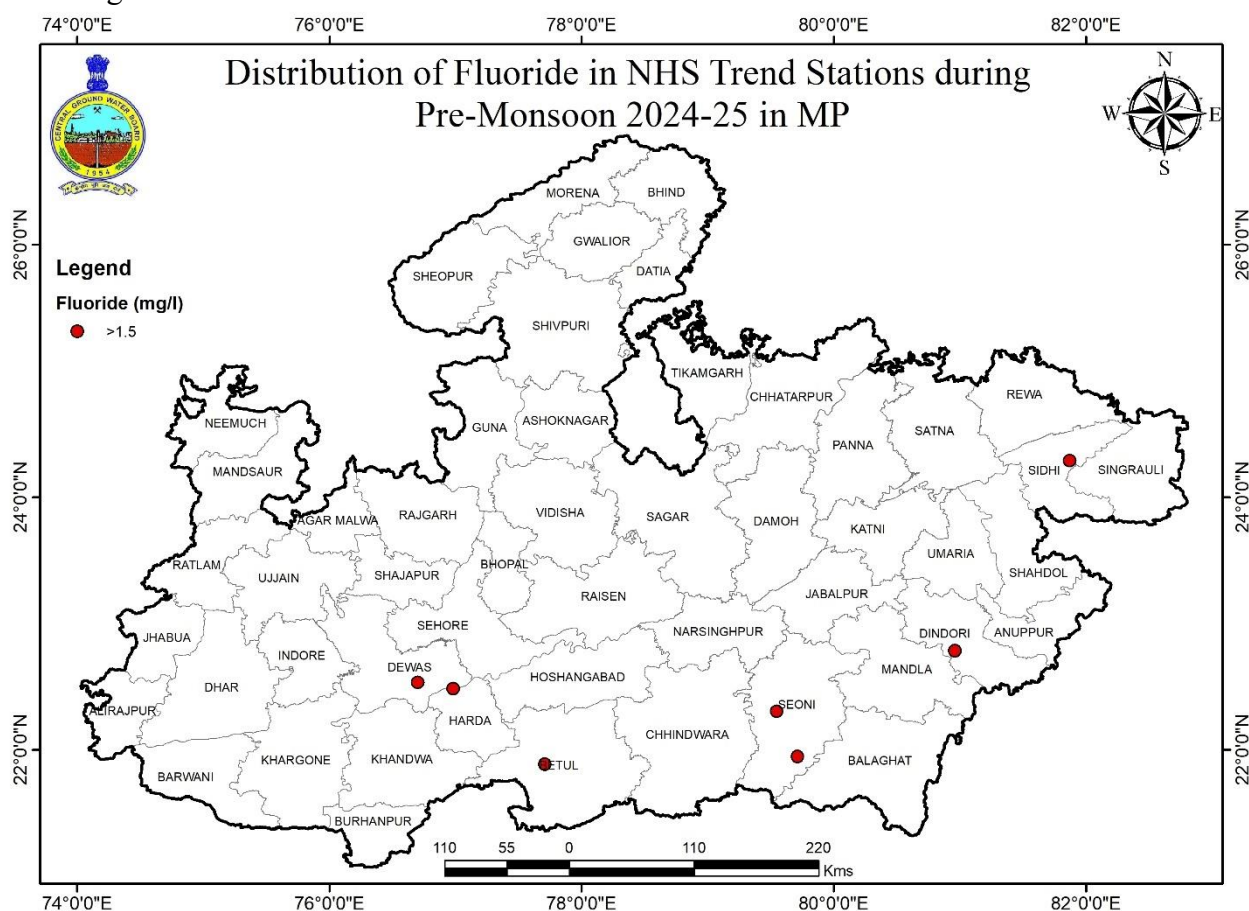 74°0'0"E 76°0'0"E 78°0'0"E 80°0'0"E 82°0'0"E
Distribution of Fluoride in NHS Trend Stations during
Pre-Monsoon 2024-25 in MP
CENTRAL GROUND WATER BOARD
1954
N
W E
S
26°0'0"N 26°0'0"N
24°0'0"N 24°0'0"N
22°0'0"N 22°0'0"N
Legend
Fluoride (mg/l)
>1.5
MORENA
BHIND
GWALIOR
SHEOPUR
DATIA
SHIVPURI
TIKAMGARH
CHHATARPUR
REWA
NEEMUCH
GUNA
ASHOKNAGAR
PANNA
SATNA
MANDSAUR
SIDHI
SINGRAULI
AGAR MALWA
RAJGARH
VIDISHA
SAGAR
DAMOH
KATNI
RATLAM
UJJAIN
SHAJAPUR
BHOPAL
RAISEN
JABALPUR
UMARIA
SHAHDOL
JHABUA
INDORE
SEHORE
NARSINGHPUR
DINDORI
ANUPPUR
DHAR
DEWAS
HOSHANGABAD
MANDLA
ALIRAJPUR
HARDA
CHHINDWARA
SEONI
BARWANI
KHARGONE
KHANDWA
ETUL
BALAGHAT
BURHANPUR
110 55 0 110 220
Kms
74°0'0"E 76°0'0"E 78°0'0"E 80°0'0"E 82°0'0"E